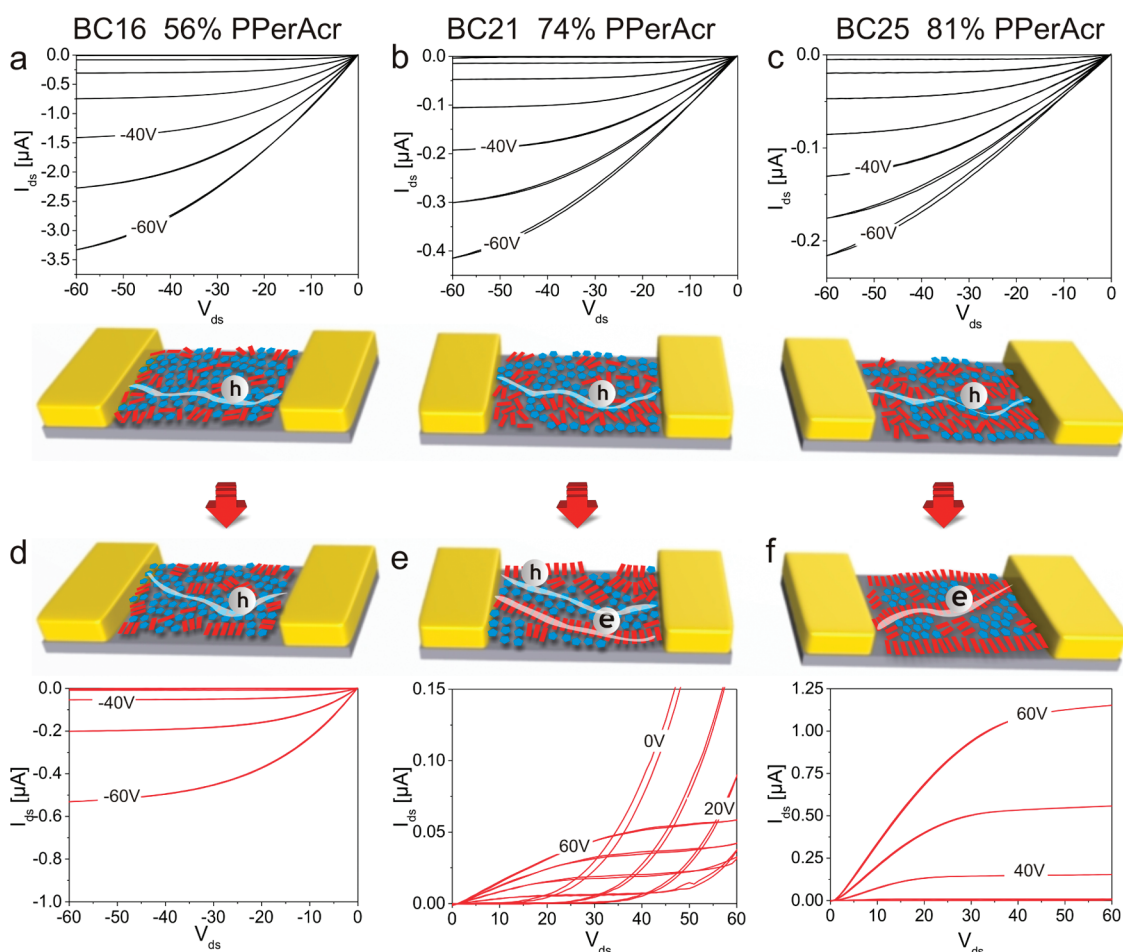 BC16 56% PPerAcr
BC21 74% PPerAcr
BC25 81% PPerAcr
a
0.0
-0.5
-1.0
-1.5
-2.0
-2.5
-3.0
-3.5
I_ds [µA]
-40V
-60V
-60 -50 -40 -30 -20 -10 0
V_ds
b
0.0
-0.1
-0.2
-0.3
-0.4
I_ds [µA]
-40V
-60V
-60 -50 -40 -30 -20 -10 0
V_ds
c
0.0
-0.1
-0.2
I_ds [µA]
-40V
-60V
-60 -50 -40 -30 -20 -10 0
V_ds
h
h
h
d
h
e
h
e
f
e
0.0
-0.2
-0.4
-0.6
-0.8
-1.0
I_ds [µA]
-40V
-60V
-60 -50 -40 -30 -20 -10 0
V_ds
0.15
0.10
0.05
0.00
I_ds [µA]
0V
20V
60V
0 10 20 30 40 50 60
V_ds
1.25
1.00
0.75
0.50
0.25
0.00
I_ds [µA]
60V
40V
0 10 20 30 40 50 60
V_ds